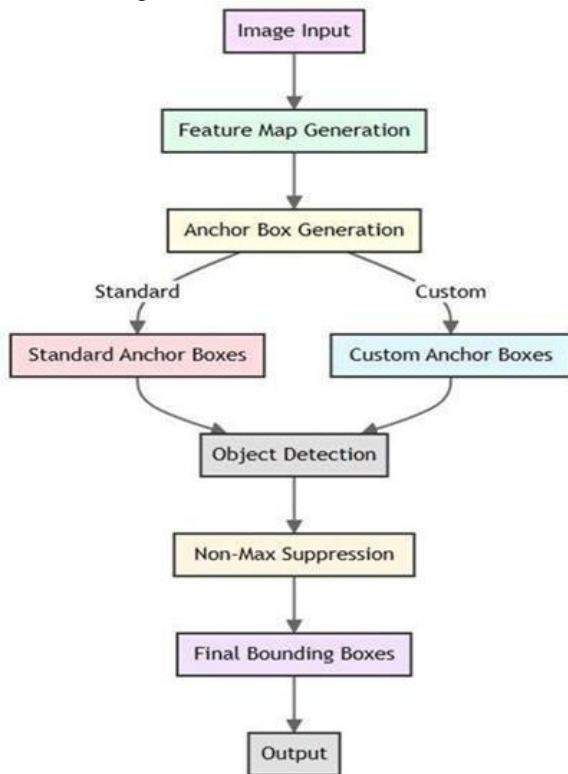 Image Input
Feature Map Generation
Anchor Box Generation
Standard
Custom
Standard Anchor Boxes
Custom Anchor Boxes
Object Detection
Non-Max Suppression
Final Bounding Boxes
Output